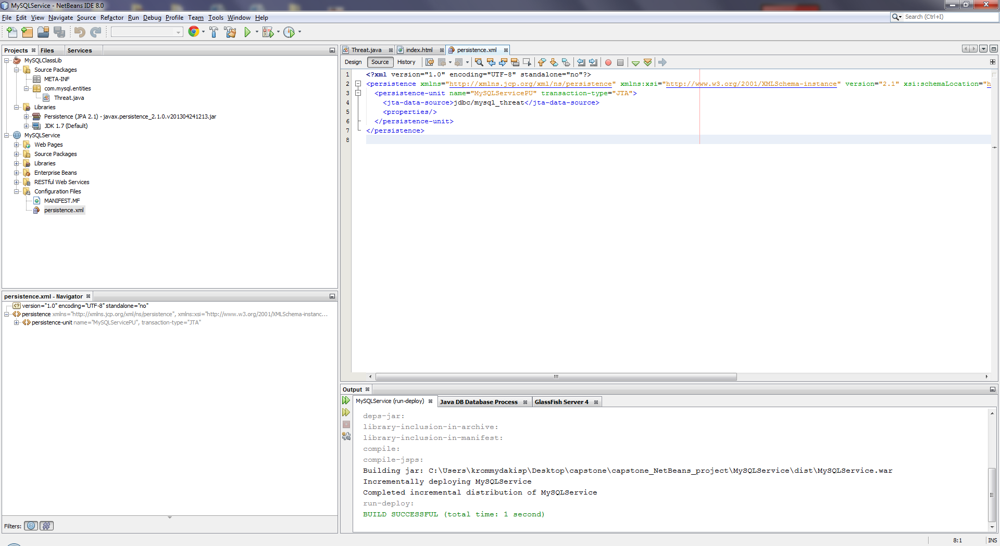 MySQLService - NetBeans IDE 8.0
File Edit View Navigate Source Refactor Run Debug Profile Team Tools Window Help
Search (Ctrl+I)
Projects Files Services
MySQLClassLib
Source Packages
META-INF
com.mysql.entities
Threat.java
Libraries
Persistence (JPA 2.1) - javax.persistence_2.1.0.v201304241213.jar
JDK 1.7 (Default)
MySQLService
Web Pages
Source Packages
Libraries
Enterprise Beans
RESTful Web Services
Configuration Files
MANIFEST.MF
persistence.xml
persistence.xml - Navigator
version="1.0" encoding="UTF-8" standalone="no"
persistence xmlns="http://xmlns.jcp.org/xml/ns/persistence", xmlns:xsi="http://www.w3.org/2001/XMLSchema-instanc...
persistence-unit name="MySQLServicePU", transaction-type="JTA"
Filters:
Threat.java index.html persistence.xml
Design Source History
1 <?xml version="1.0" encoding="UTF-8" standalone="no"?>
2 <persistence xmlns="http://xmlns.jcp.org/xml/ns/persistence" xmlns:xsi="http://www.w3.org/2001/XMLSchema-instance" version="2.1" xsi:schemaLocation="h
3 <persistence-unit name="MySQLServicePU" transaction-type="JTA">
4 <jta-data-source>jdbc/mysql_threat</jta-data-source>
5 <properties/>
6 </persistence-unit>
7 </persistence>
8
Output
MySQLService (run-deploy) Java DB Database Process GlassFish Server 4
deps-jar:
library-inclusion-in-archive:
library-inclusion-in-manifest:
compile:
compile-jsps:
Building jar: C:\Users\krommydakisp\Desktop\capstone\capstone_NetBeans_project\MySQLService\dist\MySQLService.war
Incrementally deploying MySQLService
Completed incremental distribution of MySQLService
run-deploy:
BUILD SUCCESSFUL (total time: 1 second)
8:1 INS